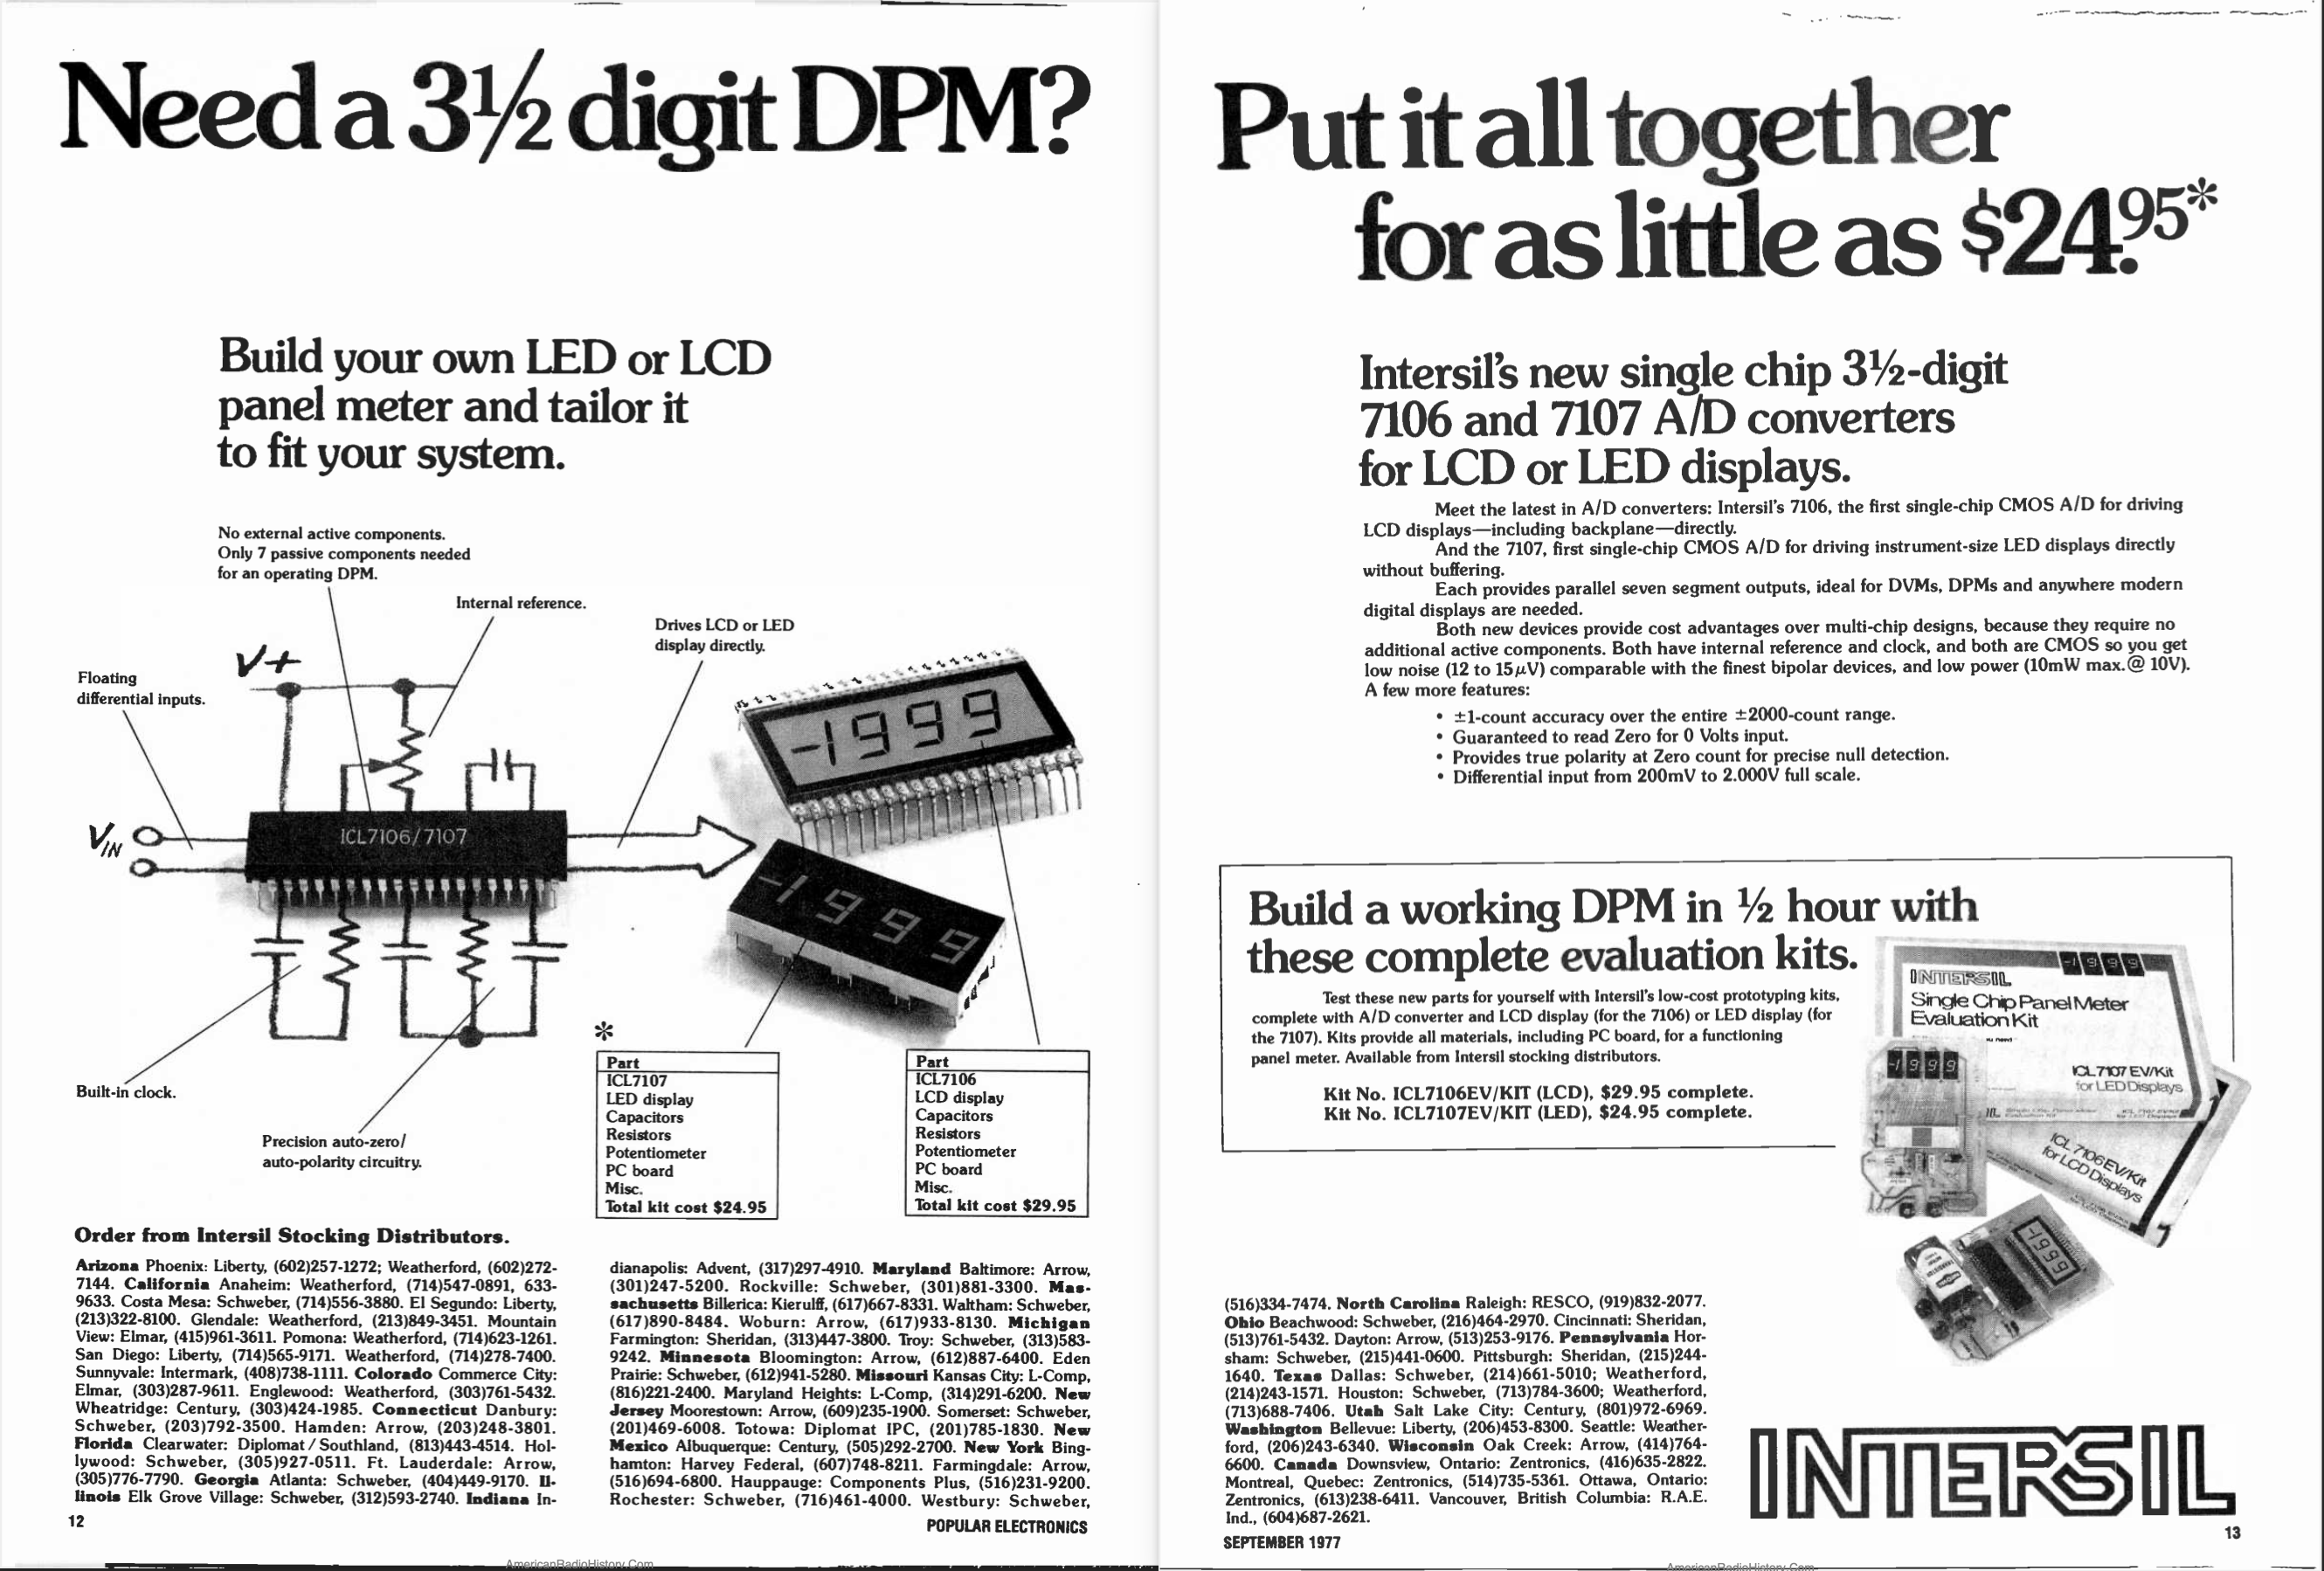 Need a 3½ digit DPM?
Build your own LED or LCD
panel meter and tailor it
to fit your system.
No external active components.
Only 7 passive components needed
for an operating DPM.
Internal reference.
Drives LCD or LED
display directly.
Floating
differential inputs.
V+
VIN
ICL7106/7107
-1999
-1999
Built-in clock.
Precision auto-zero/
auto-polarity circuitry.
*
Part
ICL7107
LED display
Capacitors
Resistors
Potentiometer
PC board
Misc.
Total kit cost $24.95
Part
ICL7106
LCD display
Capacitors
Resistors
Potentiometer
PC board
Misc.
Total kit cost $29.95
Order from Intersil Stocking Distributors.
Arizona Phoenix: Liberty, (602)257-1272; Weatherford, (602)272-
7144. California Anaheim: Weatherford, (714)547-0891, 633-
9633. Costa Mesa: Schweber, (714)556-3880. El Segundo: Liberty,
(213)322-8100. Glendale: Weatherford, (213)849-3451. Mountain
View: Elmar, (415)961-3611. Pomona: Weatherford, (714)623-1261.
San Diego: Liberty, (714)565-9171. Weatherford, (714)278-7400.
Sunnyvale: Intermark, (408)738-1111. Colorado Commerce City:
Elmar, (303)287-9611. Englewood: Weatherford, (303)761-5432.
Wheatridge: Century, (303)424-1985. Connecticut Danbury:
Schweber, (203)792-3500. Hamden: Arrow, (203)248-3801.
Florida Clearwater: Diplomat/Southland, (813)443-4514. Hol-
lywood: Schweber, (305)927-0511. Ft. Lauderdale: Arrow,
(305)776-7790. Georgia Atlanta: Schweber, (404)449-9170. Il-
linois Elk Grove Village: Schweber, (312)593-2740. Indiana In-
dianapolis: Advent, (317)297-4910. Maryland Baltimore: Arrow,
(301)247-5200. Rockville: Schweber, (301)881-3300. Mas-
sachusetts Billerica: Kierulff, (617)667-8331. Waltham: Schweber,
(617)890-8484. Woburn: Arrow, (617)933-8130. Michigan
Farmington: Sheridan, (313)447-3800. Troy: Schweber, (313)583-
9242. Minnesota Bloomington: Arrow, (612)887-6400. Eden
Prairie: Schweber, (612)941-5280. Missouri Kansas City: L-Comp,
(816)221-2400. Maryland Heights: L-Comp, (314)291-6200. New
Jersey Moorestown: Arrow, (609)235-1900. Somerset: Schweber,
(201)469-6008. Totowa: Diplomat IPC, (201)785-1830. New
Mexico Albuquerque: Century, (505)292-2700. New York Bing-
hamton: Harvey Federal, (607)748-8211. Farmingdale: Arrow,
(516)694-6800. Hauppauge: Components Plus, (516)231-9200.
Rochester: Schweber, (716)461-4000. Westbury: Schweber,
12
POPULAR ELECTRONICS
AmericanRadioHistory.Com
Put it all together
for as little as $24.95*
Intersil's new single chip 3½-digit
7106 and 7107 A/D converters
for LCD or LED displays.
Meet the latest in A/D converters: Intersil's 7106, the first single-chip CMOS A/D for driving
LCD displays—including backplane—directly.
And the 7107, first single-chip CMOS A/D for driving instrument-size LED displays directly
without buffering.
Each provides parallel seven segment outputs, ideal for DVMs, DPMs and anywhere modern
digital displays are needed.
Both new devices provide cost advantages over multi-chip designs, because they require no
additional active components. Both have internal reference and clock, and both are CMOS so you get
low noise (12 to 15μV) comparable with the finest bipolar devices, and low power (10mW max.@ 10V).
A few more features:
• ±1-count accuracy over the entire ±2000-count range.
• Guaranteed to read Zero for 0 Volts input.
• Provides true polarity at Zero count for precise null detection.
• Differential input from 200mV to 2.000V full scale.
Build a working DPM in ½ hour with
these complete evaluation kits.
Test these new parts for yourself with Intersil's low-cost prototyping kits,
complete with A/D converter and LCD display (for the 7106) or LED display (for
the 7107). Kits provide all materials, including PC board, for a functioning
panel meter. Available from Intersil stocking distributors.
Kit No. ICL7106EV/KIT (LCD), $29.95 complete.
Kit No. ICL7107EV/KIT (LED), $24.95 complete.
-1999
INTERSIL
Single Chip Panel Meter
Evaluation Kit
-1999
ICL7107 EV/Kit
for LED Displays
ICL 7106 EV/Kit
for LCD Displays
-1999
(516)334-7474. North Carolina Raleigh: RESCO, (919)832-2077.
Ohio Beachwood: Schweber, (216)464-2970. Cincinnati: Sheridan,
(513)761-5432. Dayton: Arrow, (513)253-9176. Pennsylvania Hor-
sham: Schweber, (215)441-0600. Pittsburgh: Sheridan, (215)244-
1640. Texas Dallas: Schweber, (214)661-5010; Weatherford,
(214)243-1571. Houston: Schweber, (713)784-3600; Weatherford,
(713)688-7406. Utah Salt Lake City: Century, (801)972-6969.
Washington Bellevue: Liberty, (206)453-8300. Seattle: Weather-
ford, (206)243-6340. Wisconsin Oak Creek: Arrow, (414)764-
6600. Canada Downsview, Ontario: Zentronics, (416)635-2822.
Montreal, Quebec: Zentronics, (514)735-5361. Ottawa, Ontario:
Zentronics, (613)238-6411. Vancouver, British Columbia: R.A.E.
Ind., (604)687-2621.
SEPTEMBER 1977
INTERSIL
13
AmericanRadioHistory.Com